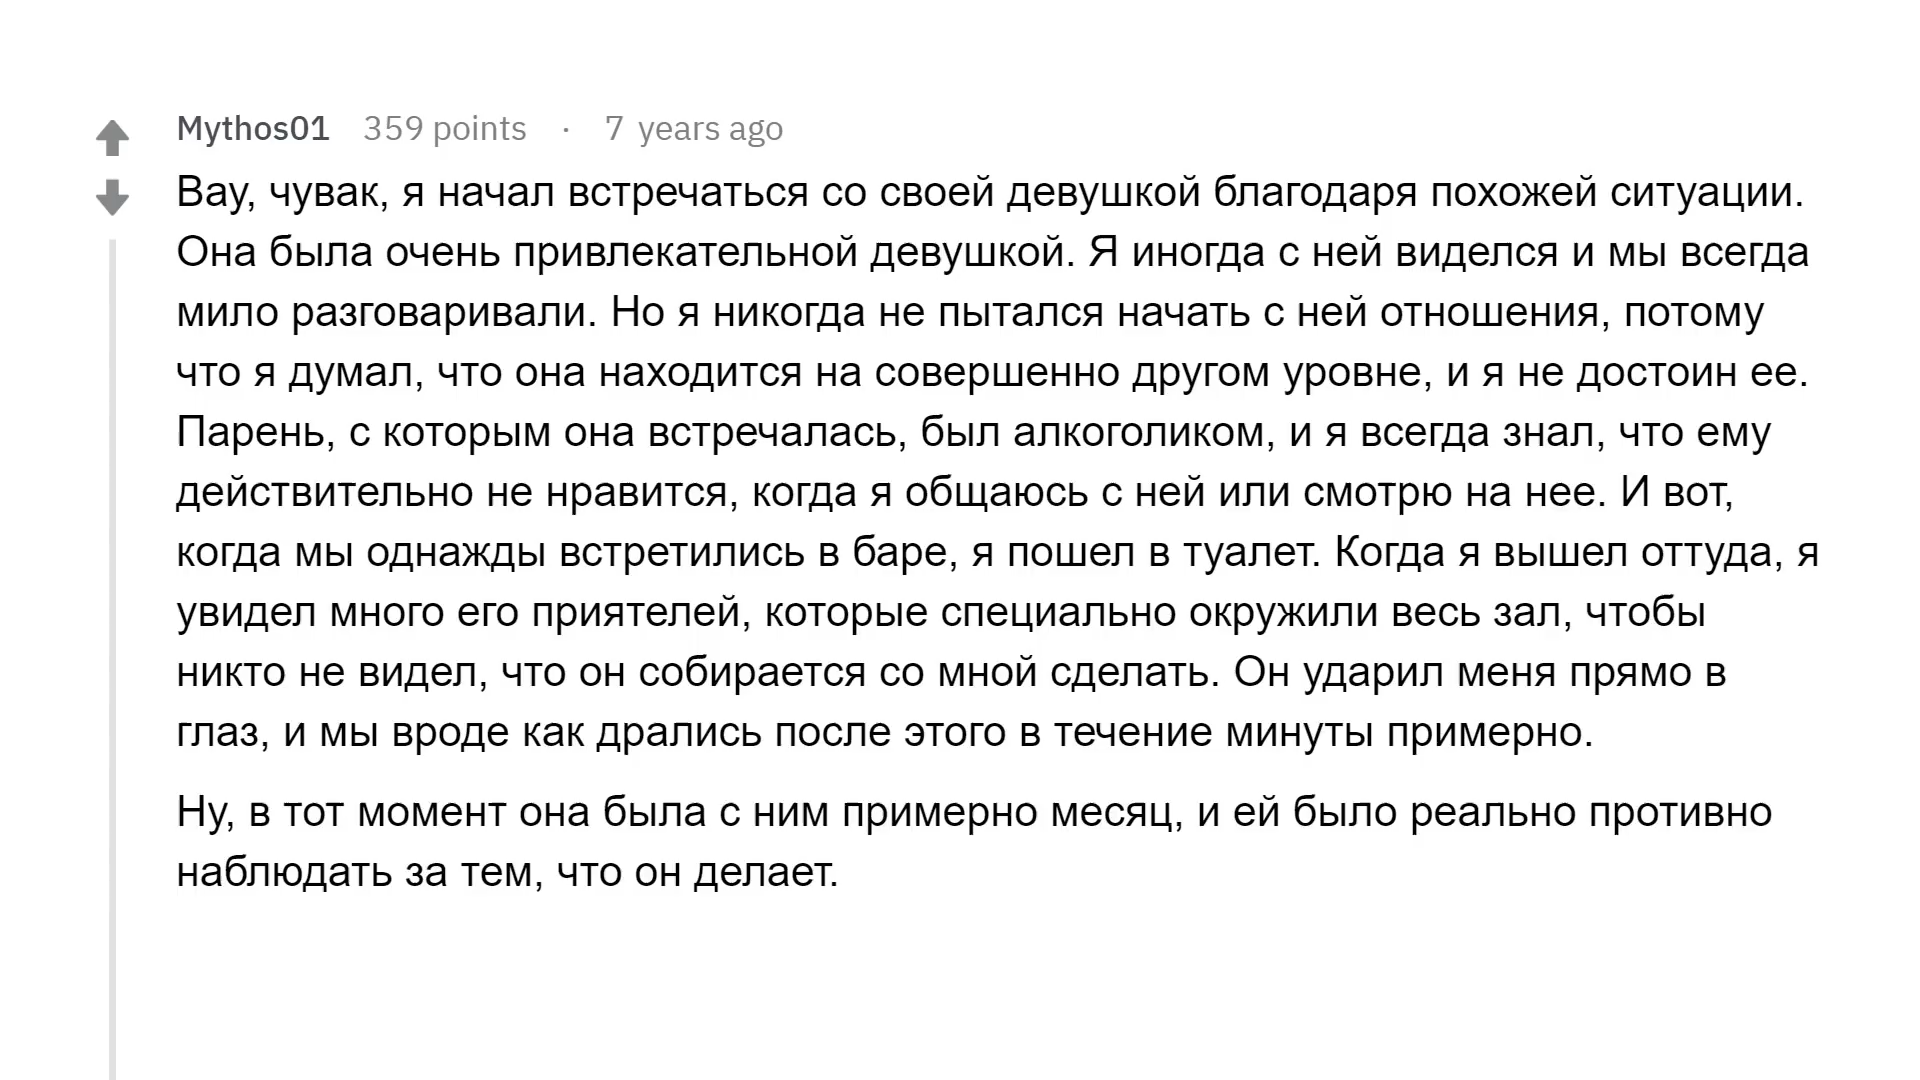 Mythos01 359 points · 7 years ago
Вау, чувак, я начал встречаться со своей девушкой благодаря похожей ситуации.
Она была очень привлекательной девушкой. Я иногда с ней виделся и мы всегда
мило разговаривали. Но я никогда не пытался начать с ней отношения, потому
что я думал, что она находится на совершенно другом уровне, и я не достоин ее.
Парень, с которым она встречалась, был алкоголиком, и я всегда знал, что ему
действительно не нравится, когда я общаюсь с ней или смотрю на нее. И вот,
когда мы однажды встретились в баре, я пошел в туалет. Когда я вышел оттуда, я
увидел много его приятелей, которые специально окружили весь зал, чтобы
никто не видел, что он собирается со мной сделать. Он ударил меня прямо в
глаз, и мы вроде как дрались после этого в течение минуты примерно.
Ну, в тот момент она была с ним примерно месяц, и ей было реально противно
наблюдать за тем, что он делает.